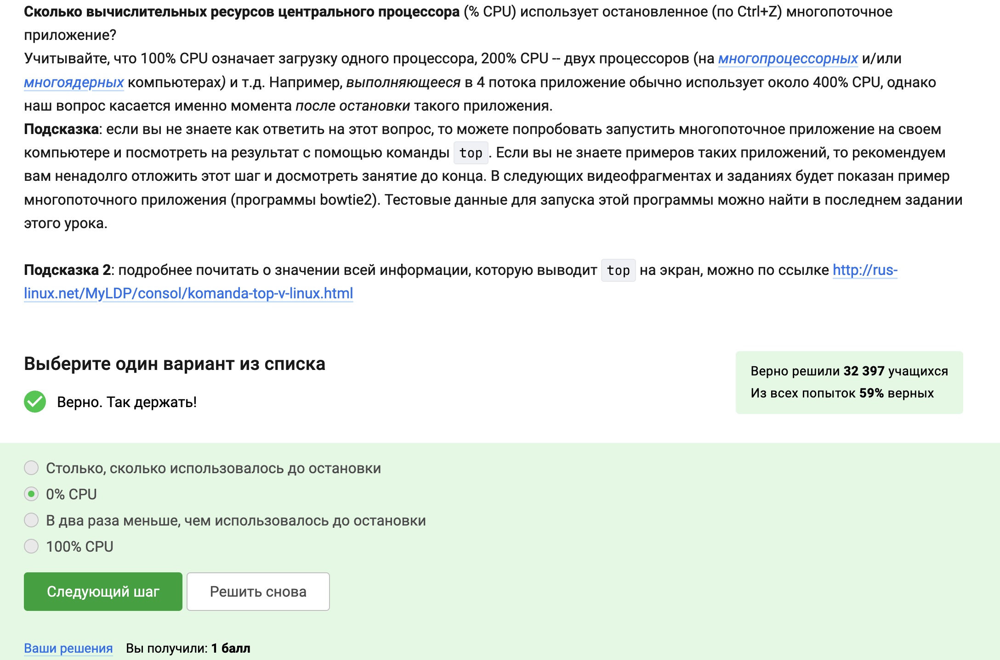 Сколько вычислительных ресурсов центрального процессора (% CPU) использует остановленное (по Ctrl+Z) многопоточное
приложение?
Учитывайте, что 100% CPU означает загрузку одного процессора, 200% CPU -- двух процессоров (на многопроцессорных и/или
многоядерных компьютерах) и т.д. Например, выполняющееся в 4 потока приложение обычно использует около 400% CPU, однако
наш вопрос касается именно момента после остановки такого приложения.
Подсказка: если вы не знаете как ответить на этот вопрос, то можете попробовать запустить многопоточное приложение на своем
компьютере и посмотреть на результат с помощью команды top. Если вы не знаете примеров таких приложений, то рекомендуем
вам ненадолго отложить этот шаг и досмотреть занятие до конца. В следующих видеофрагментах и заданиях будет показан пример
многопоточного приложения (программы bowtie2). Тестовые данные для запуска этой программы можно найти в последнем задании
этого урока.
Подсказка 2: подробнее почитать о значении всей информации, которую выводит top на экран, можно по ссылке http://rus-
linux.net/MyLDP/consol/komanda-top-v-linux.html
Выберите один вариант из списка
Верно. Так держать!
Верно решили 32 397 учащихся
Из всех попыток 59% верных
Столько, сколько использовалось до остановки
0% CPU
В два раза меньше, чем использовалось до остановки
100% CPU
Следующий шаг
Решить снова
Ваши решения
Вы получили: 1 балл